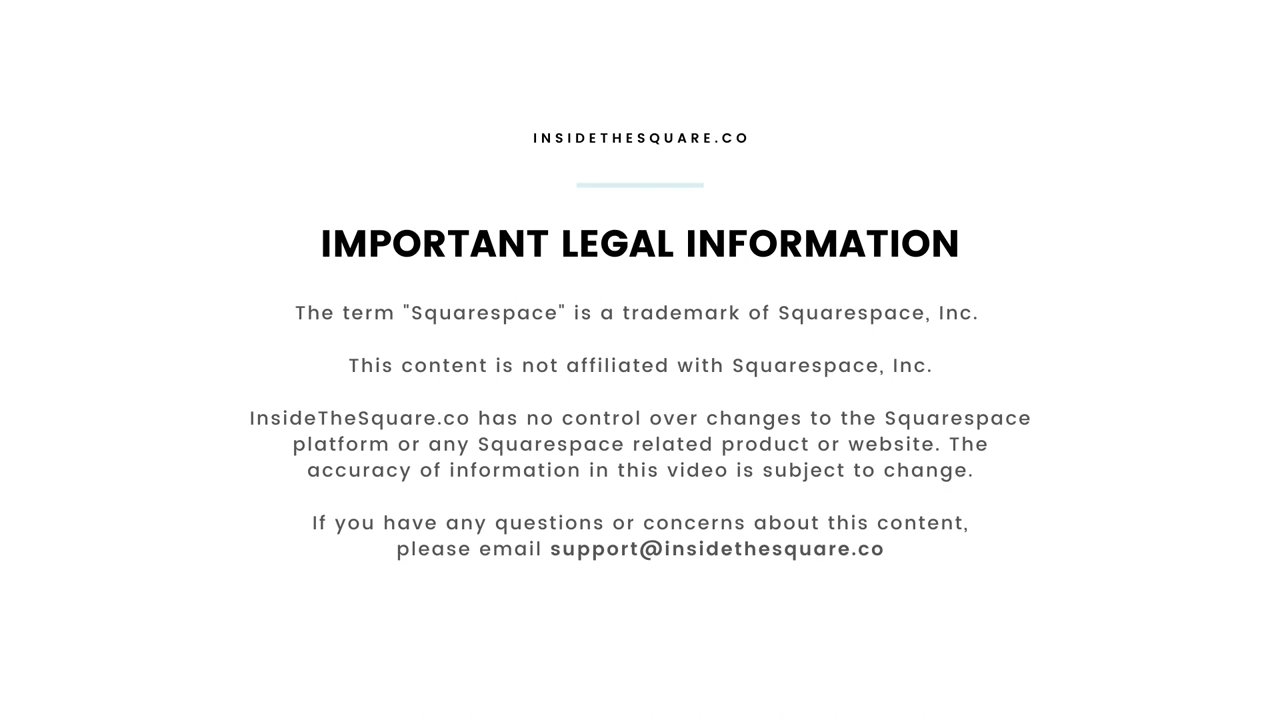 INSIDETHESQUARE.CO
IMPORTANT LEGAL INFORMATION
The term "Squarespace" is a trademark of Squarespace, Inc.
This content is not affiliated with Squarespace, Inc.
InsideTheSquare.co has no control over changes to the Squarespace
platform or any Squarespace related product or website. The
accuracy of information in this video is subject to change.
If you have any questions or concerns about this content,
please email support@insidethesquare.co